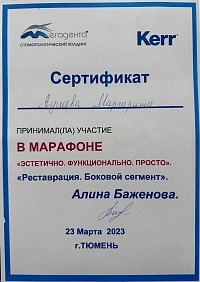 Мегадента
СТОМАТОЛОГИЧЕСКИЙ ХОЛДИНГ
Kerr
Сертификат
Маргарита
ПРИНИМАЛ(ЛА) УЧАСТИЕ
В МАРАФОНЕ
«ЭСТЕТИЧНО. ФУНКЦИОНАЛЬНО. ПРОСТО».
«Реставрация. Боковой сегмент».
Алина Баженова.
23 Марта 2023
г.ТЮМЕНЬ